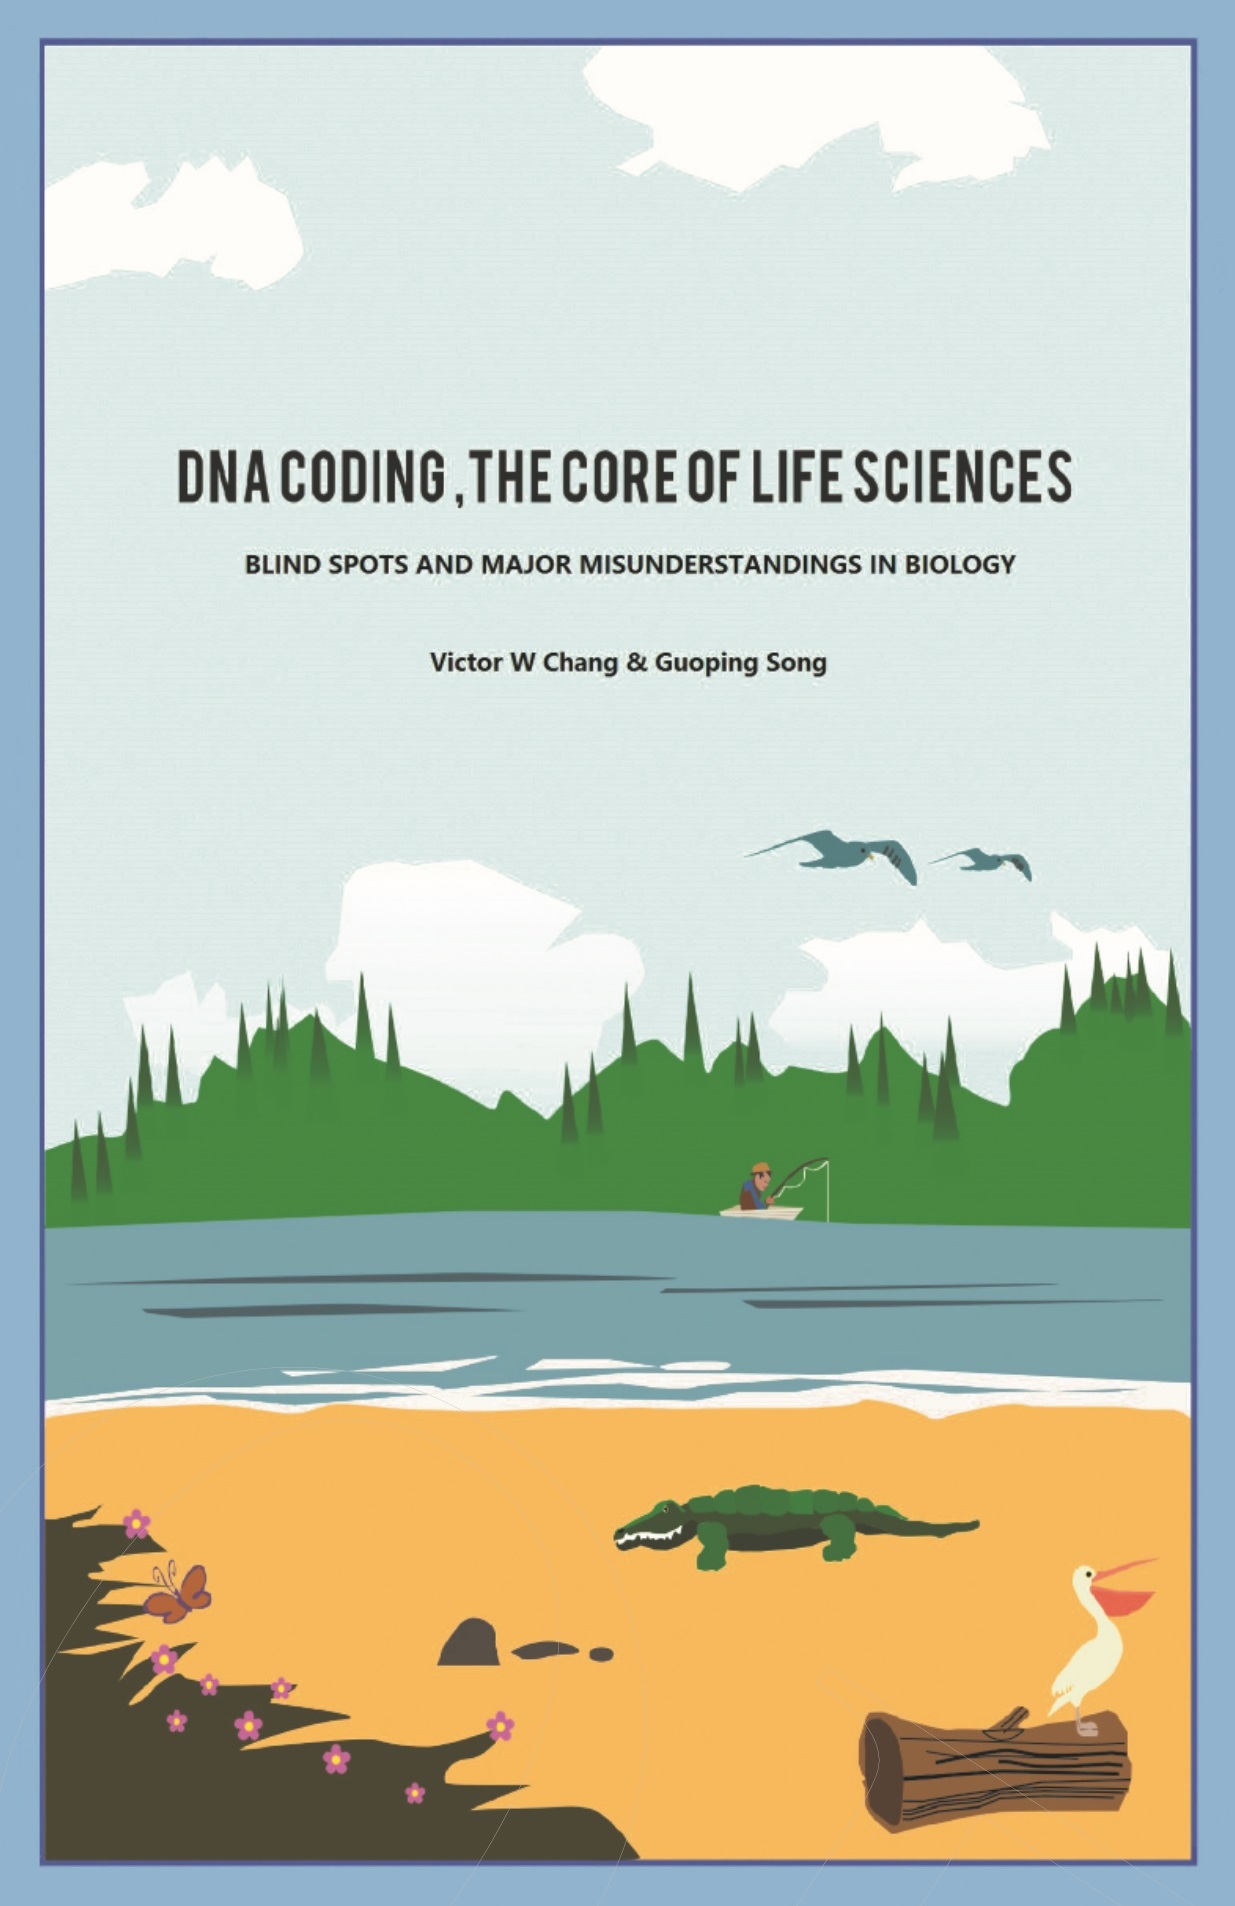 DNA CODING ,THE CORE OF LIFE SCIENCES
BLIND SPOTS AND MAJOR MISUNDERSTANDINGS IN BIOLOGY
Victor W Chang & Guoping Song